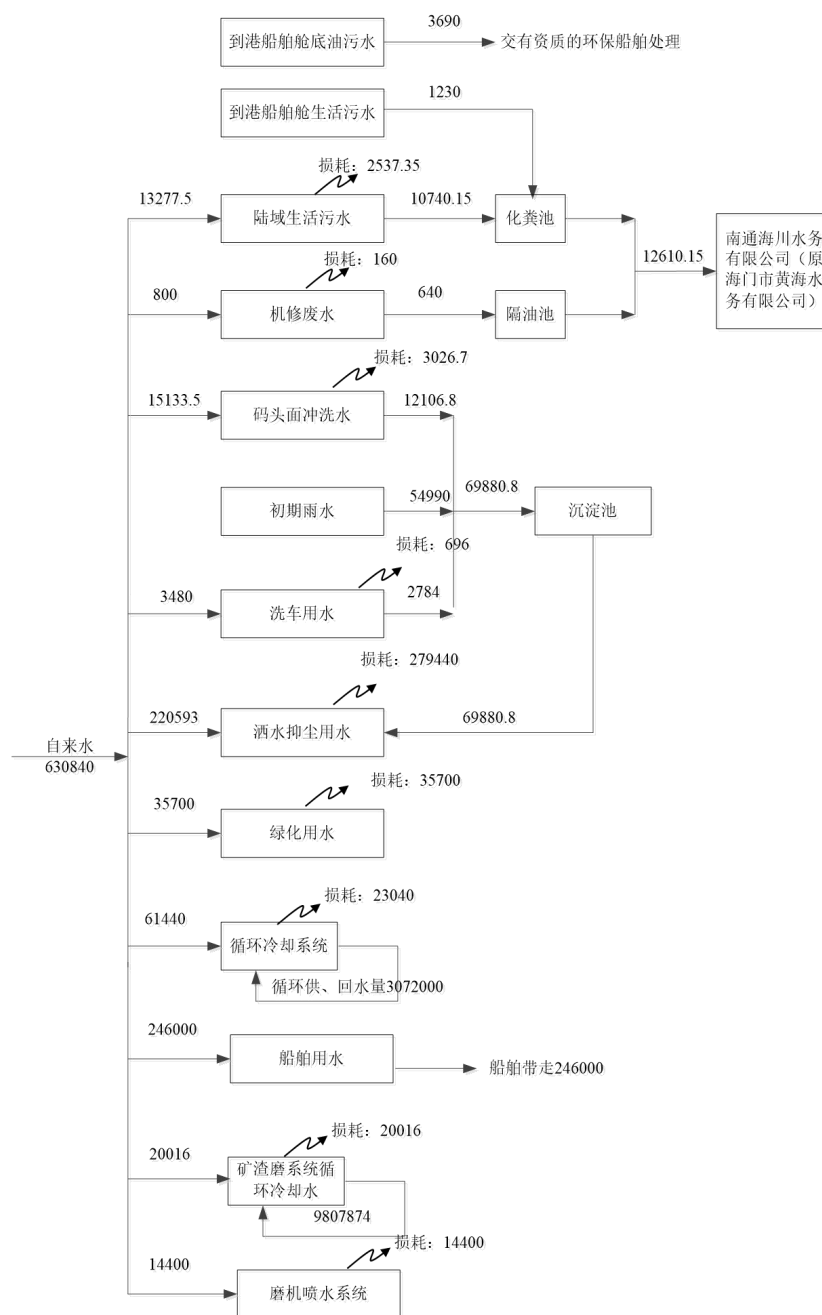 3690
到港船舶舱底油污水
交有资质的环保船舶处理
1230
到港船舶舱生活污水
损耗：2537.35
13277.5
陆域生活污水
10740.15
化粪池
南通海川水务
有限公司（原
海门市黄海水
务有限公司）
12610.15
损耗：160
800
机修废水
640
隔油池
损耗：3026.7
15133.5
码头面冲洗水
12106.8
初期雨水
54990
69880.8
沉淀池
损耗：696
3480
洗车用水
2784
损耗：279440
220593
洒水抑尘用水
69880.8
自来水
630840
损耗：35700
35700
绿化用水
损耗：23040
61440
循环冷却系统
循环供、回水量3072000
246000
船舶用水
船舶带走246000
损耗：20016
20016
矿渣磨系统循
环冷却水
9807874
损耗：14400
14400
磨机喷水系统